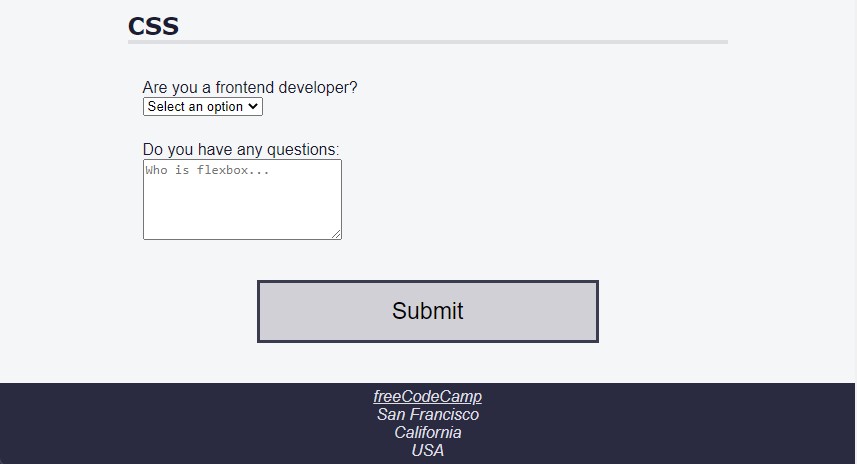 CSS
Are you a frontend developer?
Select an option
Do you have any questions:
Who is flexbox...
Submit
freeCodeCamp
San Francisco
California
USA